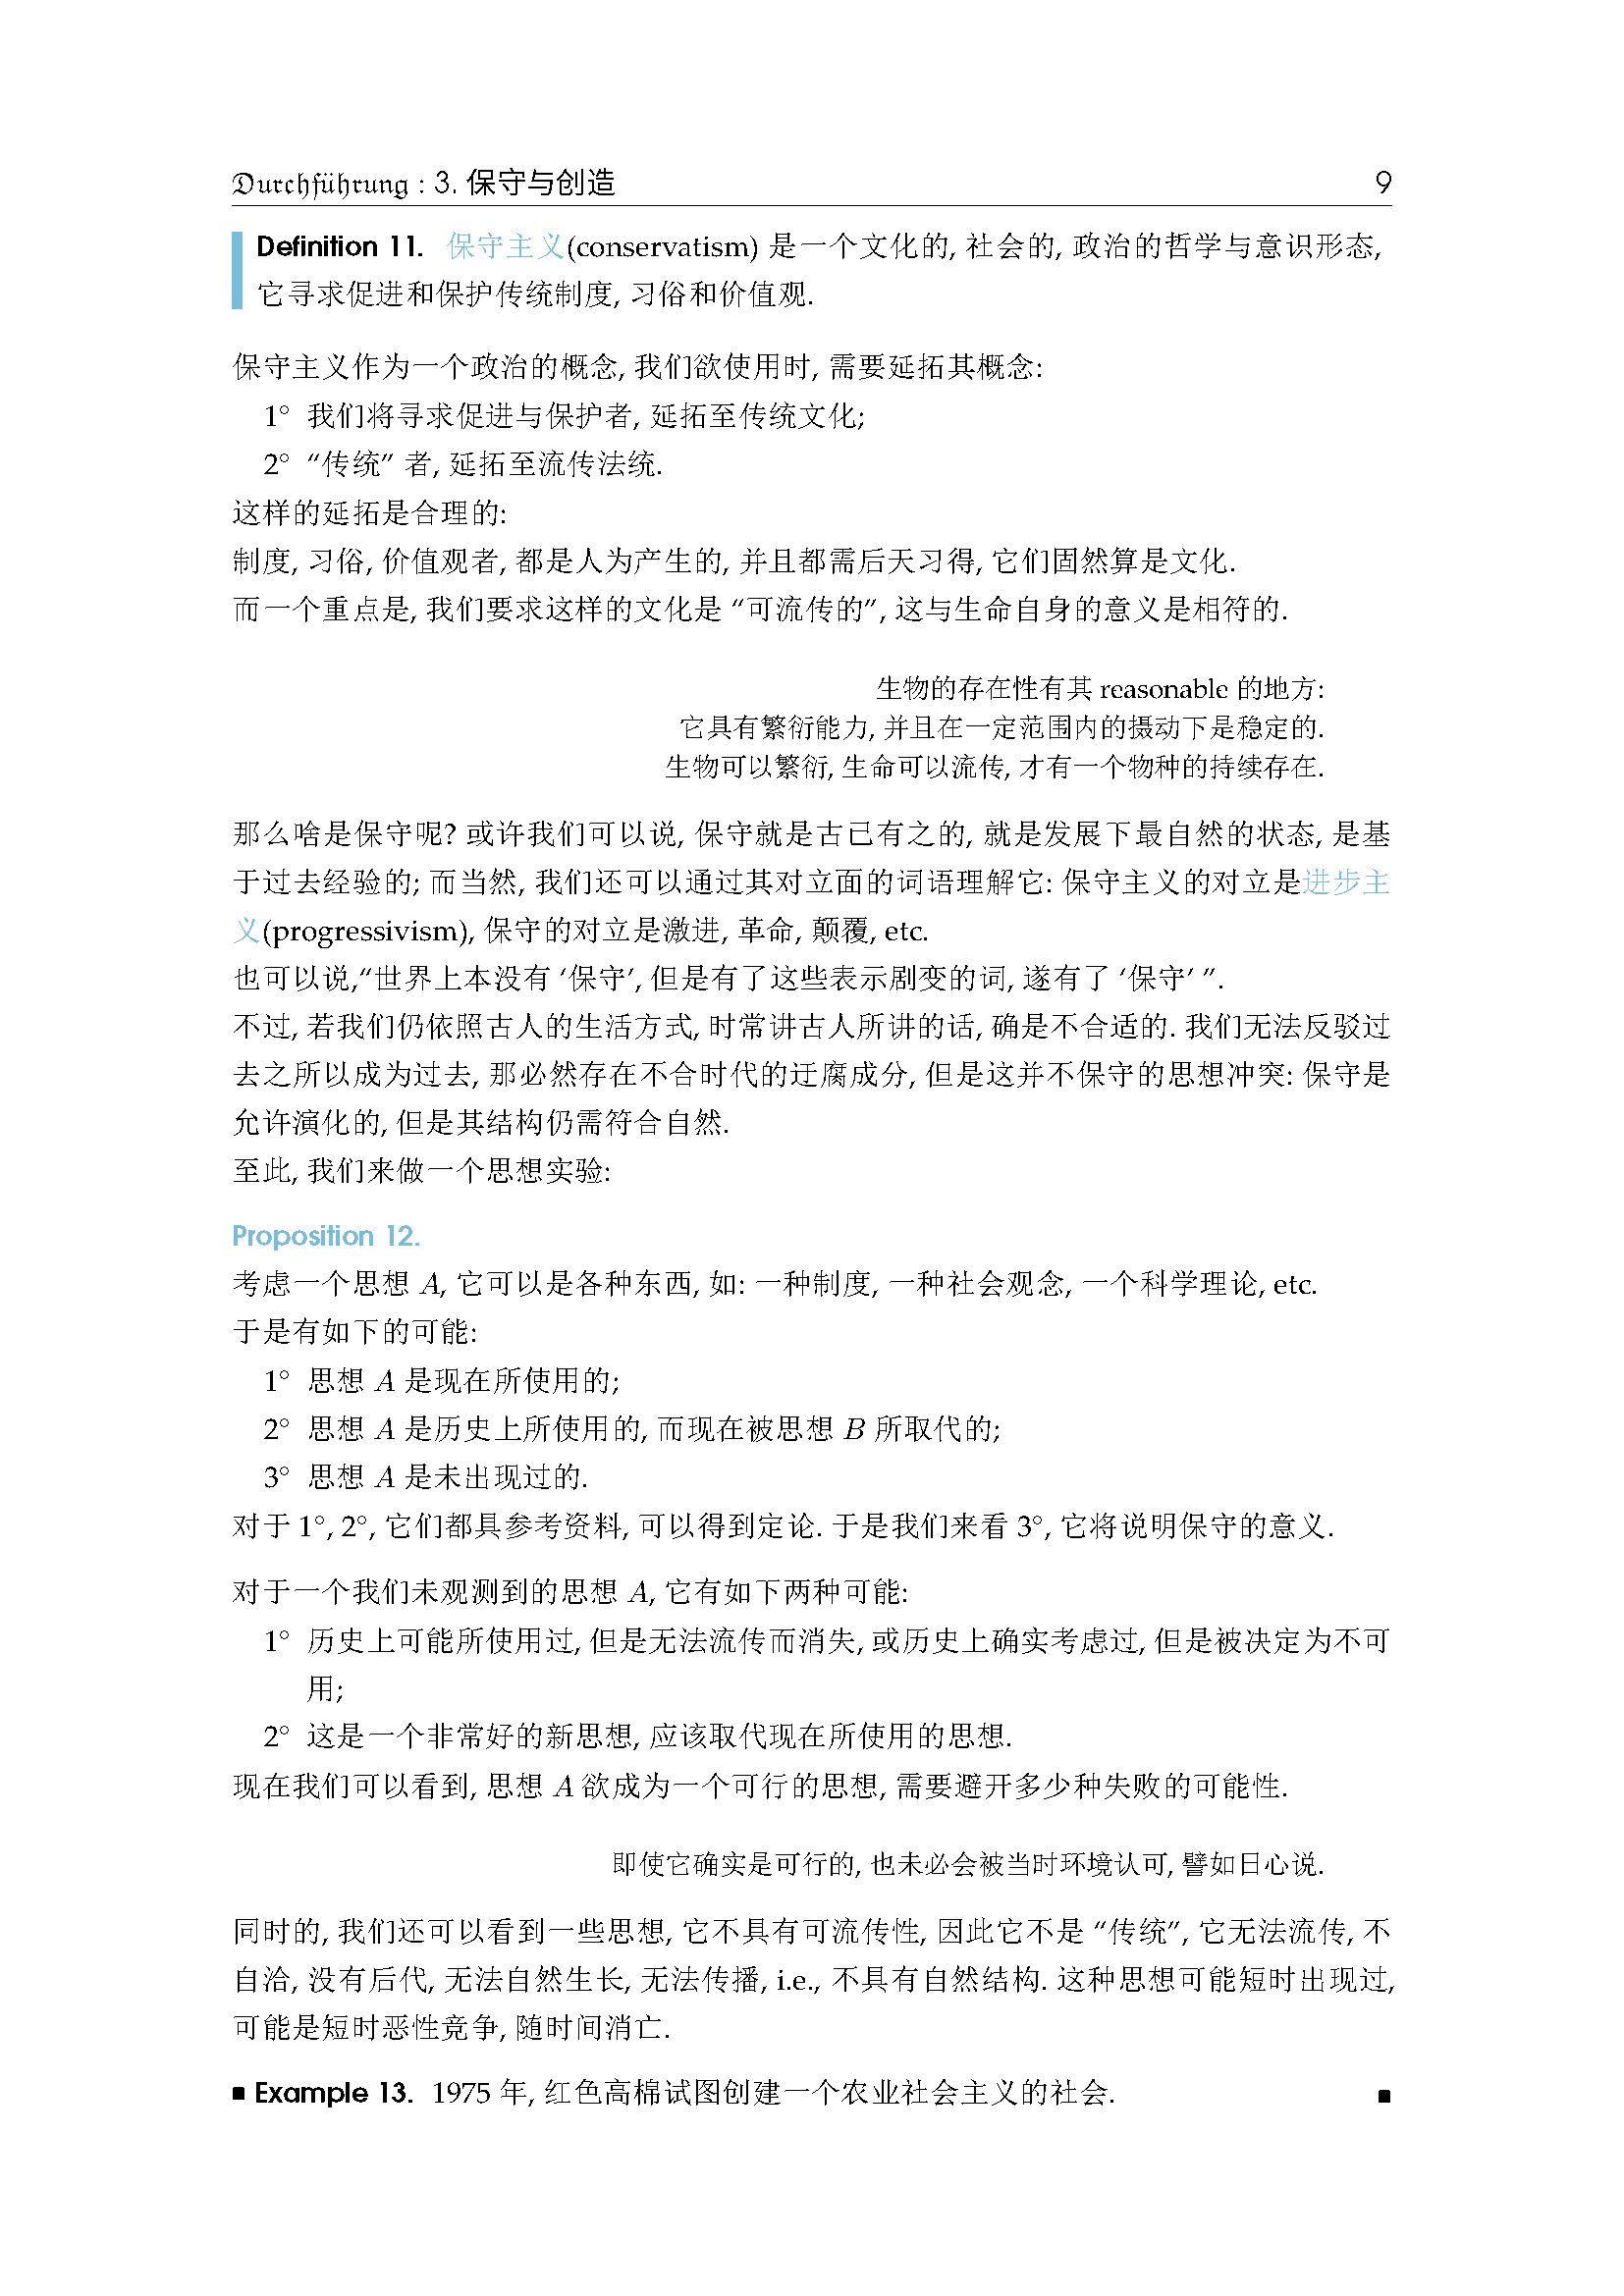 Durchführung : 3. 保守与创造 9
Definition 11. 保守主义(conservatism) 是一个文化的, 社会的, 政治的哲学与意识形态,
它寻求促进和保护传统制度, 习俗和价值观.
保守主义作为一个政治的概念, 我们欲使用时, 需要延拓其概念:
1° 我们将寻求促进与保护者, 延拓至传统文化;
2° “传统” 者, 延拓至流传法统.
这样的延拓是合理的:
制度, 习俗, 价值观者, 都是人为产生的, 并且都需后天习得, 它们固然算是文化.
而一个重点是, 我们要求这样的文化是 “可流传的”, 这与生命自身的意义是相符的.
生物的存在性有其 reasonable 的地方:
它具有繁衍能力, 并且在一定范围内的摄动下是稳定的.
生物可以繁衍, 生命可以流传, 才有一个物种的持续存在.
那么啥是保守呢? 或许我们可以说, 保守就是古已有之的, 就是发展下最自然的状态, 是基
于过去经验的; 而当然, 我们还可以通过其对立面的词语理解它: 保守主义的对立是进步主
义(progressivism), 保守的对立是激进, 革命, 颠覆, etc.
也可以说,“世界上本没有 ‘保守’, 但是有了这些表示剧变的词, 遂有了 ‘保守’ ”.
不过, 若我们仍依照古人的生活方式, 时常讲古人所讲的话, 确是不合适的. 我们无法反驳过
去之所以成为过去, 那必然存在不合时代的迂腐成分, 但是这并不保守的思想冲突: 保守是
允许演化的, 但是其结构仍需符合自然.
至此, 我们来做一个思想实验:
Proposition 12.
考虑一个思想 A, 它可以是各种东西, 如: 一种制度, 一种社会观念, 一个科学理论, etc.
于是有如下的可能:
1° 思想 A 是现在所使用的;
2° 思想 A 是历史上所使用的, 而现在被思想 B 所取代的;
3° 思想 A 是未出现过的.
对于 1°, 2°, 它们都具参考资料, 可以得到定论. 于是我们来看 3°, 它将说明保守的意义.
对于一个我们未观测到的思想 A, 它有如下两种可能:
1° 历史上可能所使用过, 但是无法流传而消失, 或历史上确实考虑过, 但是被决定为不可
用;
2° 这是一个非常好的新思想, 应该取代现在所使用的思想.
现在我们可以看到, 思想 A 欲成为一个可行的思想, 需要避开多少种失败的可能性.
即使它确实是可行的, 也未必会被当时环境认可, 譬如日心说.
同时的, 我们还可以看到一些思想, 它不具有可流传性, 因此它不是 “传统”, 它无法流传, 不
自洽, 没有后代, 无法自然生长, 无法传播, i.e., 不具有自然结构. 这种思想可能短时出现过,
可能是短时恶性竞争, 随时间消亡.
■ Example 13. 1975 年, 红色高棉试图创建一个农业社会主义的社会. ■